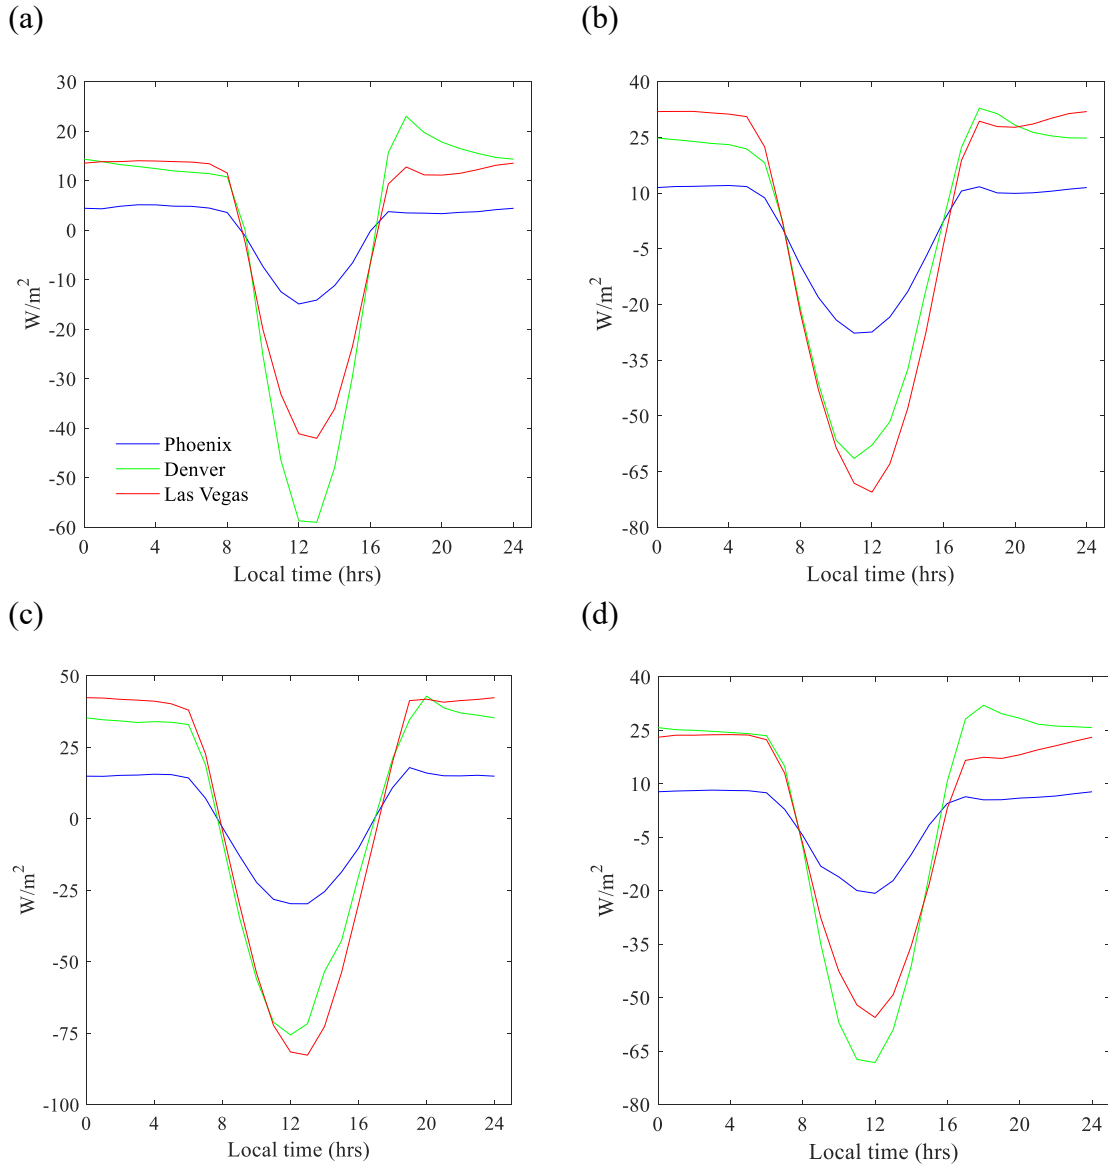 (a)
(b)
30
20
10
0
-10
-20
-30
-40
-50
-60
W/m²
Phoenix
Denver
Las Vegas
0 4 8 12 16 20 24
Local time (hrs)
40
25
10
-5
-20
-35
-50
-65
-80
W/m²
0 4 8 12 16 20 24
Local time (hrs)
(c)
(d)
50
25
0
-25
-50
-75
-100
W/m²
0 4 8 12 16 20 24
Local time (hrs)
40
25
10
-5
-20
-35
-50
-65
-80
W/m²
0 4 8 12 16 20 24
Local time (hrs)